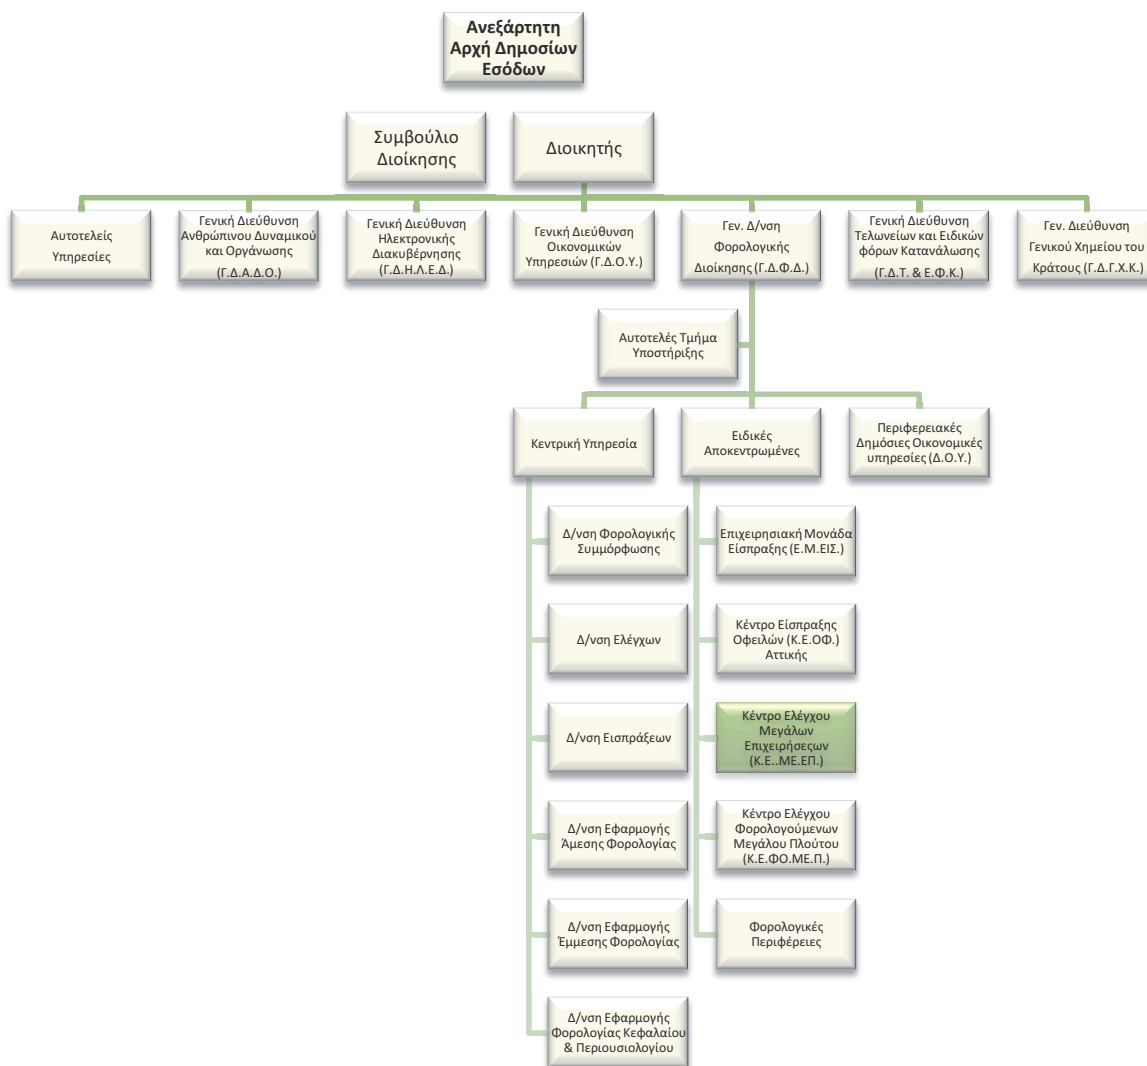 Ανεξάρτητη
Αρχή Δημοσίων
Εσόδων
Συμβούλιο
Διοίκησης
Διοικητής
Αυτοτελείς
Υπηρεσίες
Γενική Διεύθυνση
Ανθρώπινου Δυναμικού
και Οργάνωσης
(Γ.Δ.Α.Δ.Ο.)
Γενική Διεύθυνση
Ηλεκτρονικής
Διακυβέρνησης
(Γ.Δ.Η.Λ.Ε.Δ.)
Γενική Διεύθυνση
Οικονομικών
Υπηρεσιών (Γ.Δ.Ο.Υ.)
Γεν. Δ/νση
Φορολογικής
Διοίκησης (Γ.Δ.Φ.Δ.)
Γενική Διεύθυνση
Τελωνείων και Ειδικών
φόρων Κατανάλωσης
(Γ.Δ.Τ. & Ε.Φ.Κ.)
Γεν. Διεύθυνση
Γενικού Χημείου του
Κράτους (Γ.Δ.Γ.Χ.Κ.)
Αυτοτελές Τμήμα
Υποστήριξης
Κεντρική Υπηρεσία
Ειδικές
Αποκεντρωμένες
Περιφερειακές
Δημόσιες Οικονομικές
υπηρεσίες (Δ.Ο.Υ.)
Δ/νση Φορολογικής
Συμμόρφωσης
Δ/νση Ελέγχων
Δ/νση Εισπράξεων
Δ/νση Εφαρμογής
Άμεσης Φορολογίας
Δ/νση Εφαρμογής
Έμμεσης Φορολογίας
Δ/νση Εφαρμογής
Φορολογίας Κεφαλαίου
& Περιουσιολογίου
Επιχειρησιακή Μονάδα
Είσπραξης (Ε.Μ.ΕΙΣ.)
Κέντρο Είσπραξης
Οφειλών (Κ.Ε.ΟΦ.)
Αττικής
Κέντρο Ελέγχου
Μεγάλων
Επιχειρήσεςων
(Κ.Ε..ΜΕ.ΕΠ.)
Κέντρο Ελέγχου
Φορολογούμενων
Μεγάλου Πλούτου
(Κ.Ε.ΦΟ.ΜΕ.Π.)
Φορολογικές
Περιφέρειες